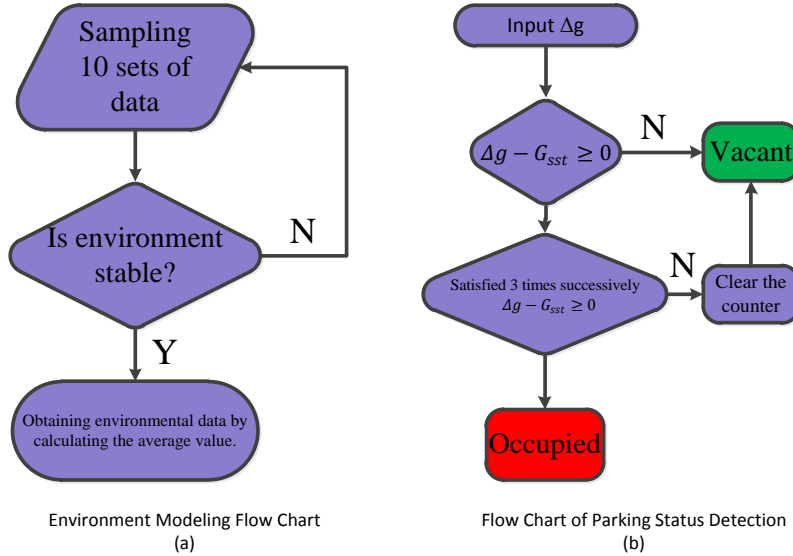 Sampling
10 sets of
data
Is environment
stable?
N
Y
Obtaining environmental data by
calculating the average value.
Environment Modeling Flow Chart
(a)
Input Δg
Δg − G_sst ≥ 0
N
Vacant
Satisfied 3 times successively
Δg − G_sst ≥ 0
N
Clear the
counter
Occupied
Flow Chart of Parking Status Detection
(b)